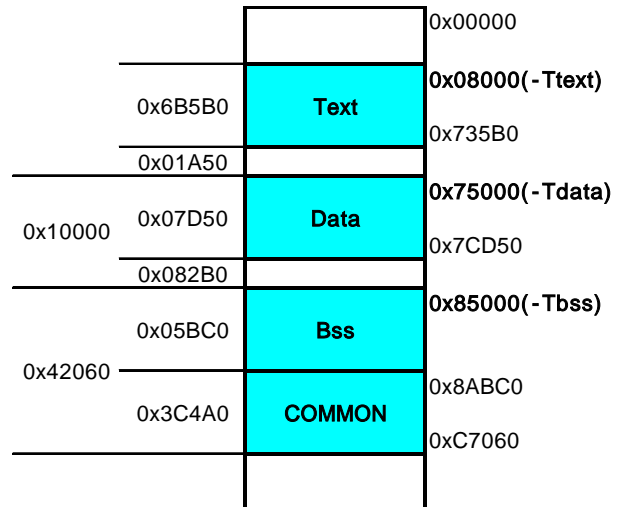 0x00000
0x08000(-Ttext)
0x6B5B0
Text
0x735B0
0x01A50
0x75000(-Tdata)
0x10000
0x07D50
Data
0x7CD50
0x082B0
0x85000(-Tbss)
0x05BC0
Bss
0x42060
0x8ABC0
0x3C4A0
COMMON
0xC7060